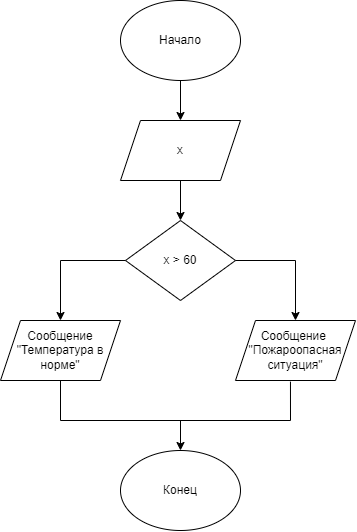 Начало
x
x > 60
Сообщение
"Температура в
норме"
Сообщение
"Пожароопасная
ситуация"
Конец